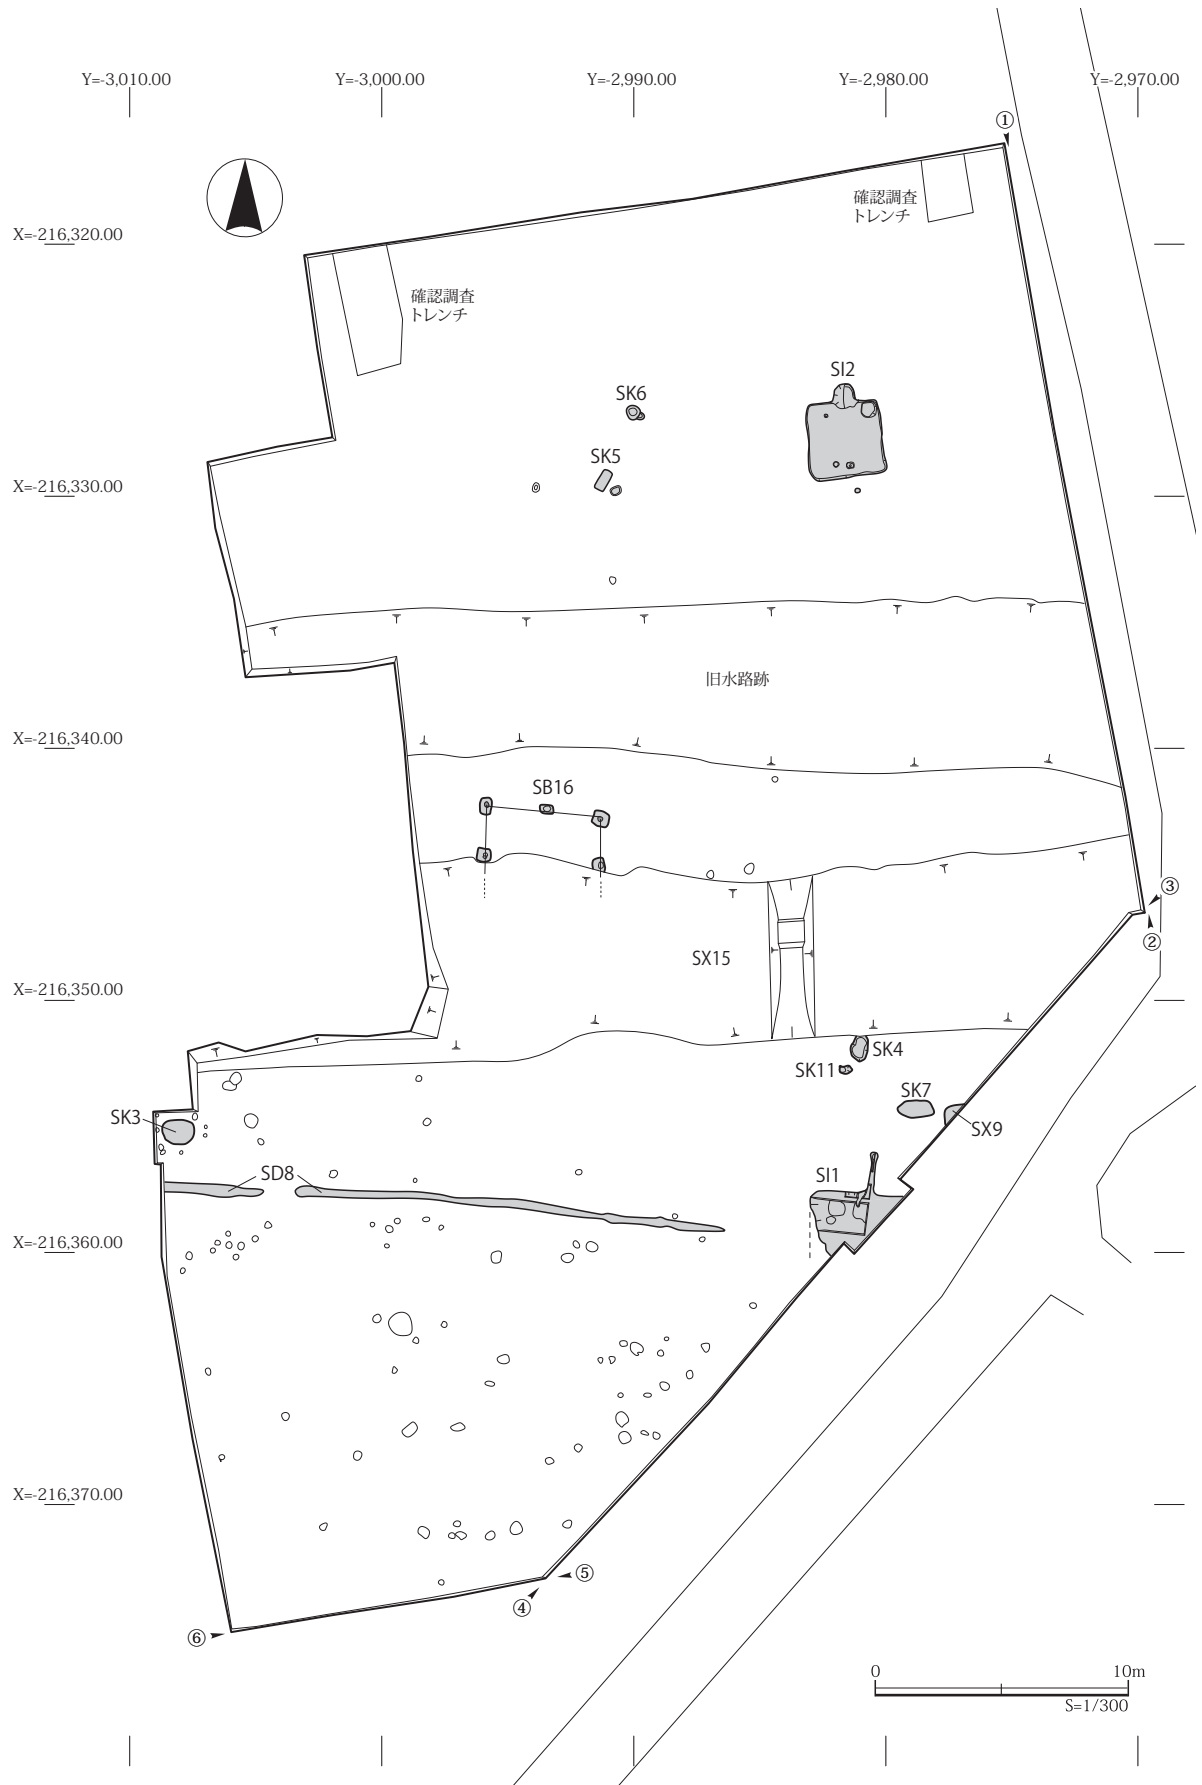 Y=-3,010.00
Y=-3,000.00
Y=-2,990.00
Y=-2,980.00
Y=-2,970.00
①
確認調査
トレンチ
X=-216,320.00
確認調査
トレンチ
SI2
SK6
SK5
X=-216,330.00
旧水路跡
X=-216,340.00
SB16
③
②
SX15
X=-216,350.00
SK4
SK11
SK7
SK3
SX9
SD8
SI1
X=-216,360.00
X=-216,370.00
⑤
④
⑥
0
10m
S=1/300